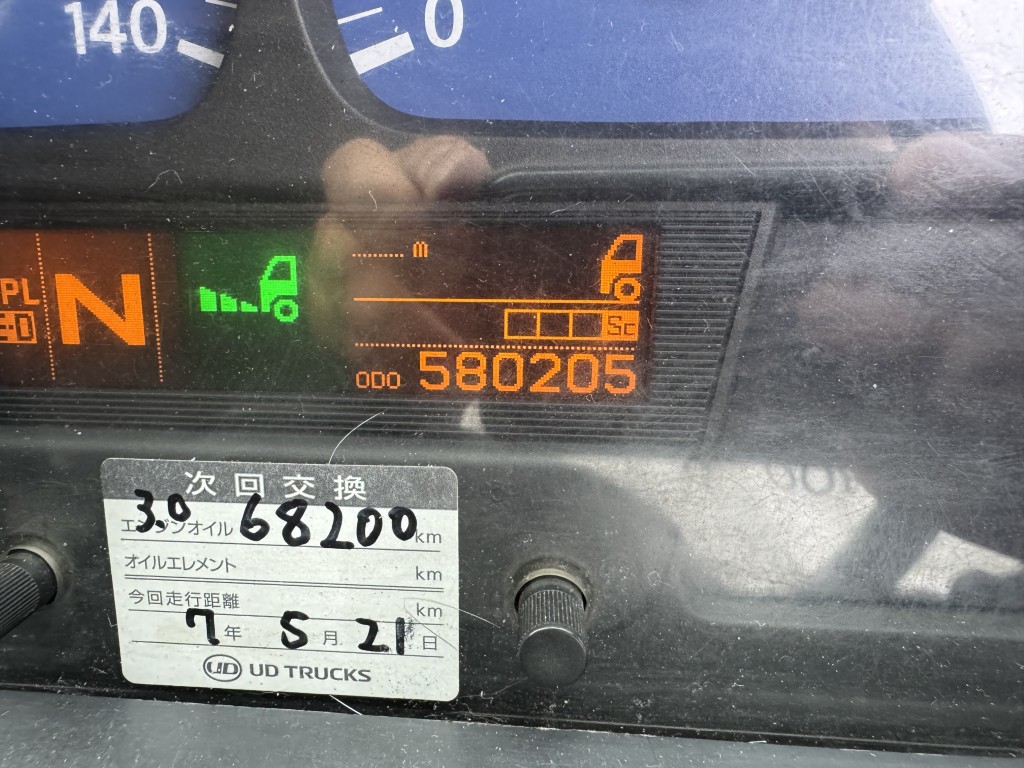 140
0
m
PL
N
Sc
ODO 580205
次回交換
3.0
エンジンオイル 68200 km
オイルエレメント km
今回走行距離 km
7年 5月 21日
UD UD TRUCKS